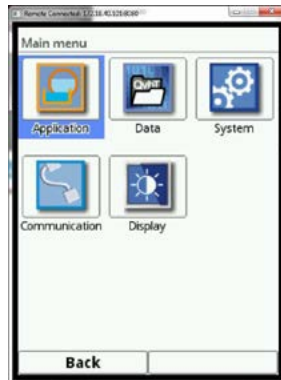 Main menu
Application
Data
System
Communication
Display
Back